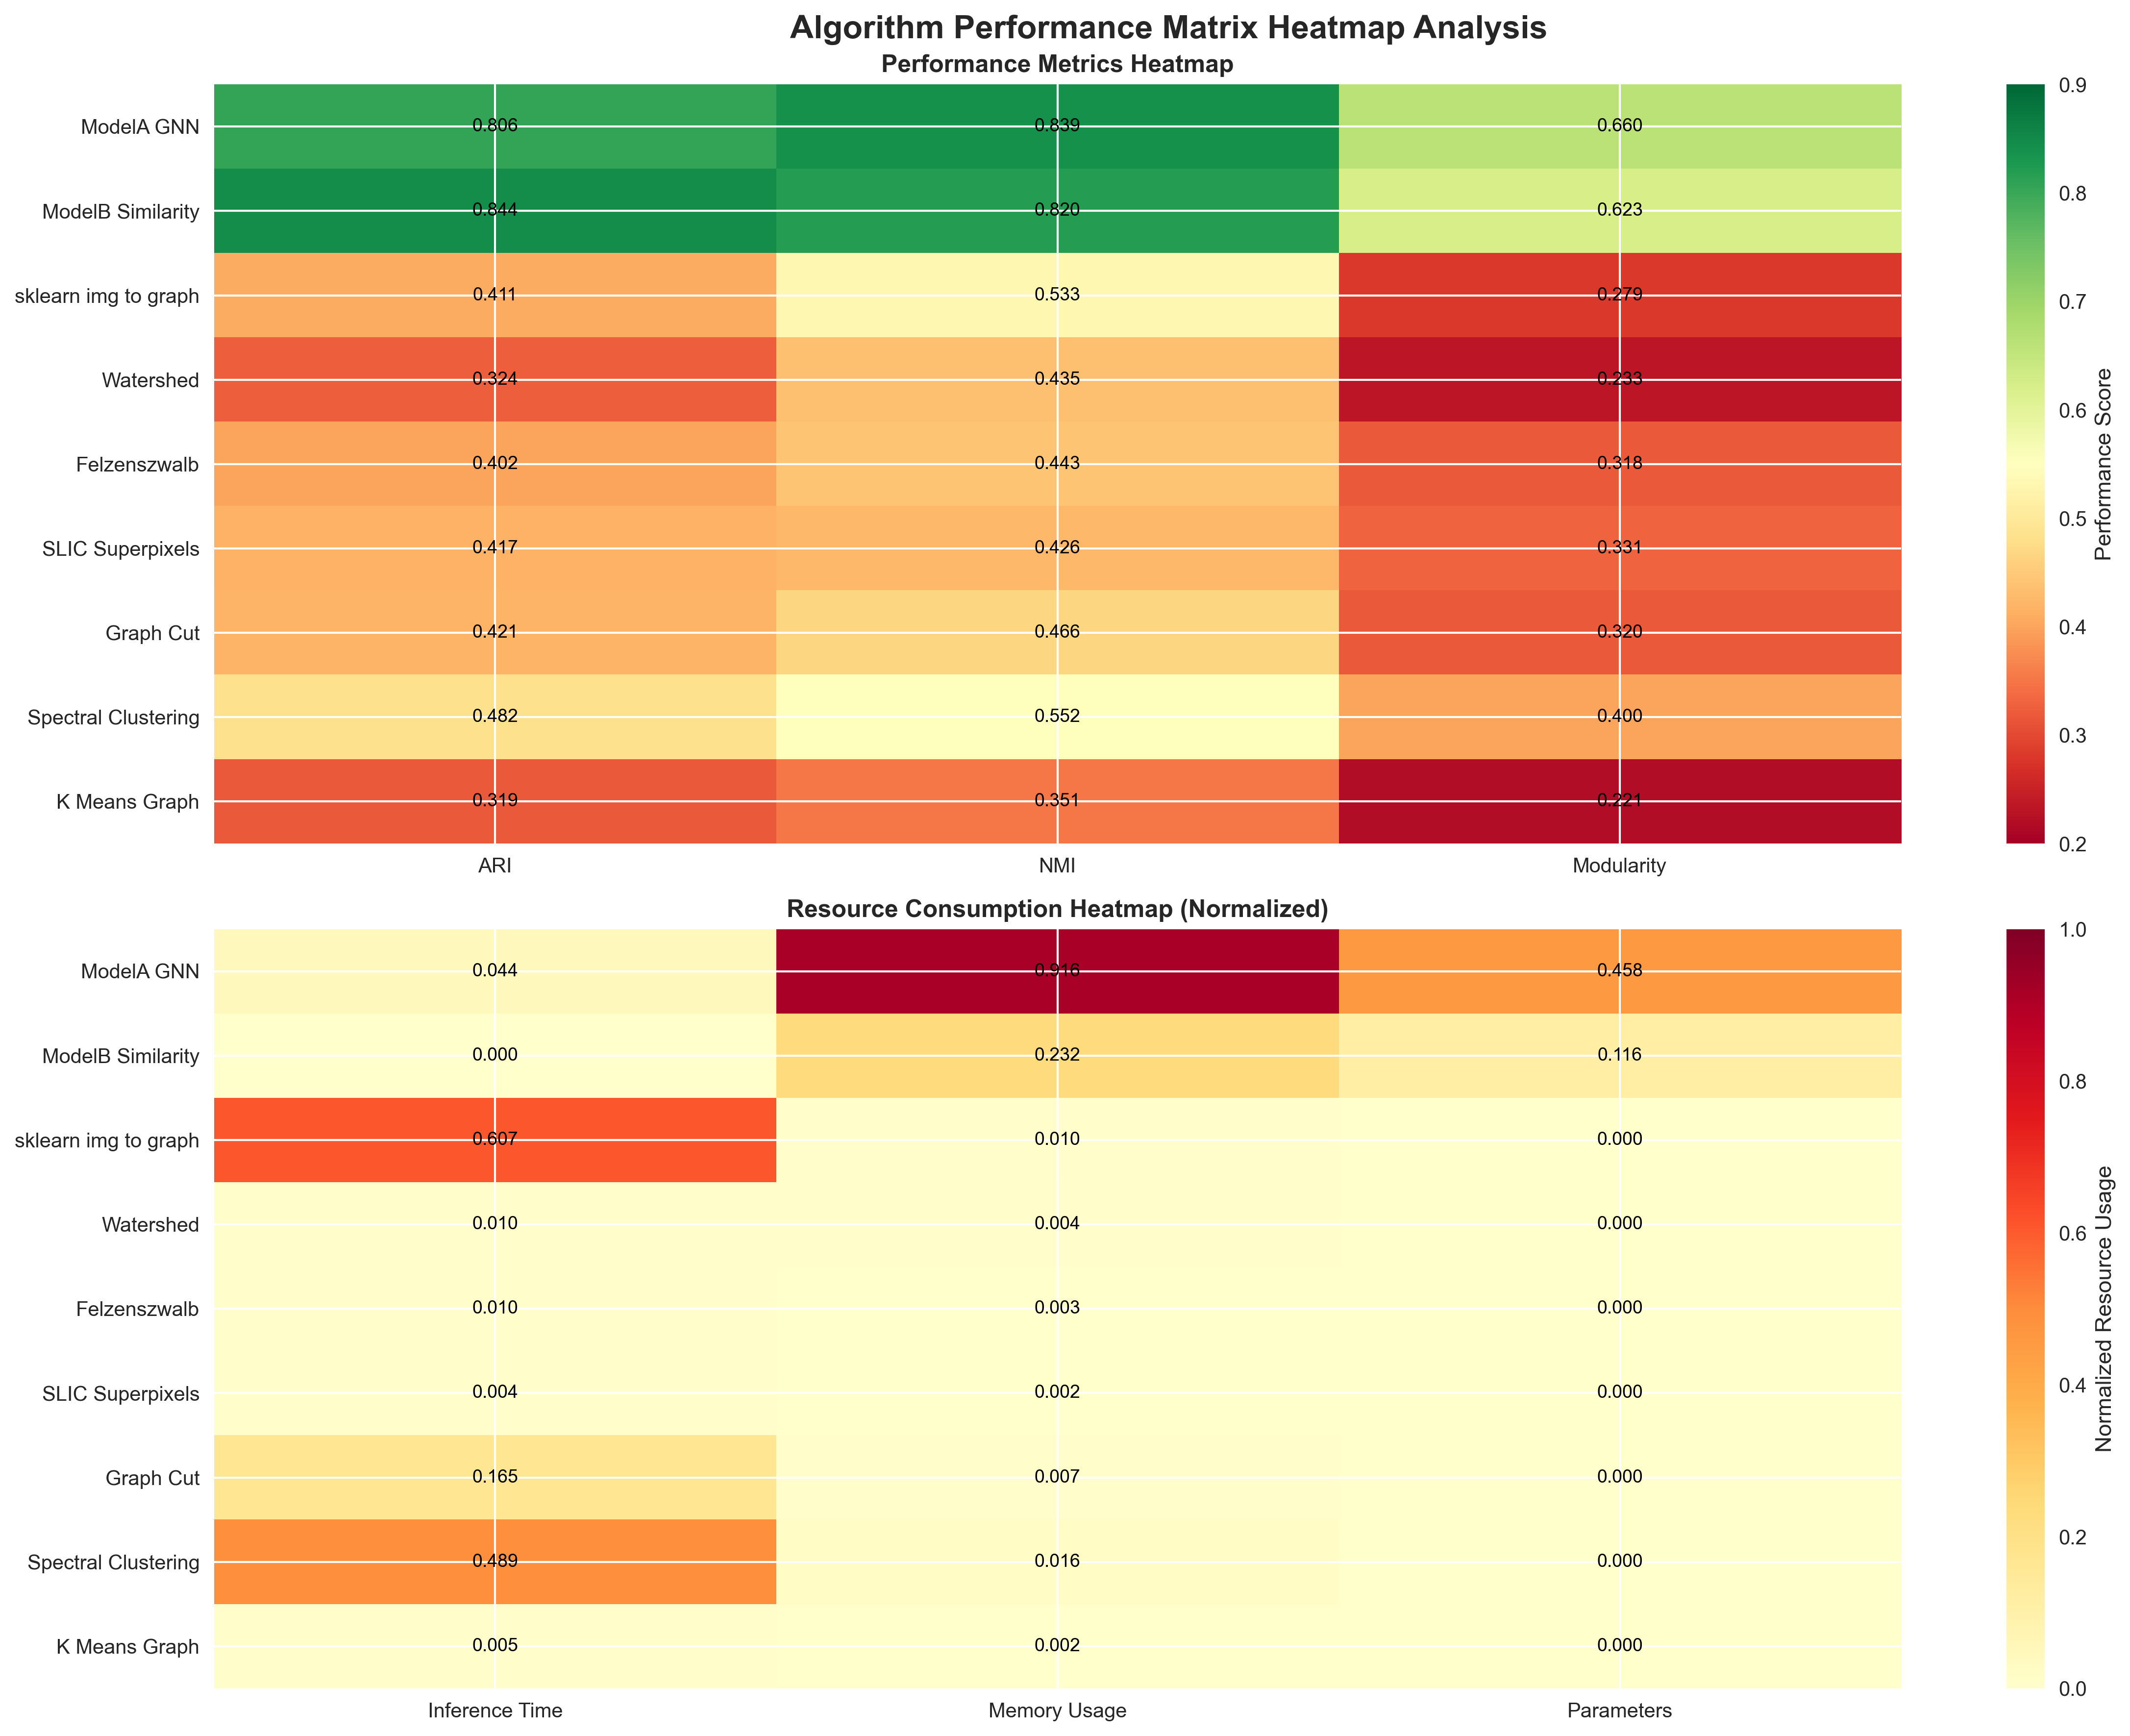 Algorithm Performance Matrix Heatmap Analysis
Performance Metrics Heatmap
ModelA GNN 0.806 0.839 0.660
ModelB Similarity 0.844 0.820 0.623
sklearn img to graph 0.411 0.533 0.279
Watershed 0.324 0.435 0.233
Felzenszwalb 0.402 0.443 0.318
SLIC Superpixels 0.417 0.426 0.331
Graph Cut 0.421 0.466 0.320
Spectral Clustering 0.482 0.552 0.400
K Means Graph 0.319 0.351 0.221
ARI NMI Modularity
0.9
0.8
0.7
0.6
0.5
0.4
0.3
0.2
Performance Score
Resource Consumption Heatmap (Normalized)
ModelA GNN 0.044 0.916 0.458
ModelB Similarity 0.000 0.232 0.116
sklearn img to graph 0.607 0.010 0.000
Watershed 0.010 0.004 0.000
Felzenszwalb 0.010 0.003 0.000
SLIC Superpixels 0.004 0.002 0.000
Graph Cut 0.165 0.007 0.000
Spectral Clustering 0.489 0.016 0.000
K Means Graph 0.005 0.002 0.000
Inference Time Memory Usage Parameters
1.0
0.8
0.6
0.4
0.2
0.0
Normalized Resource Usage